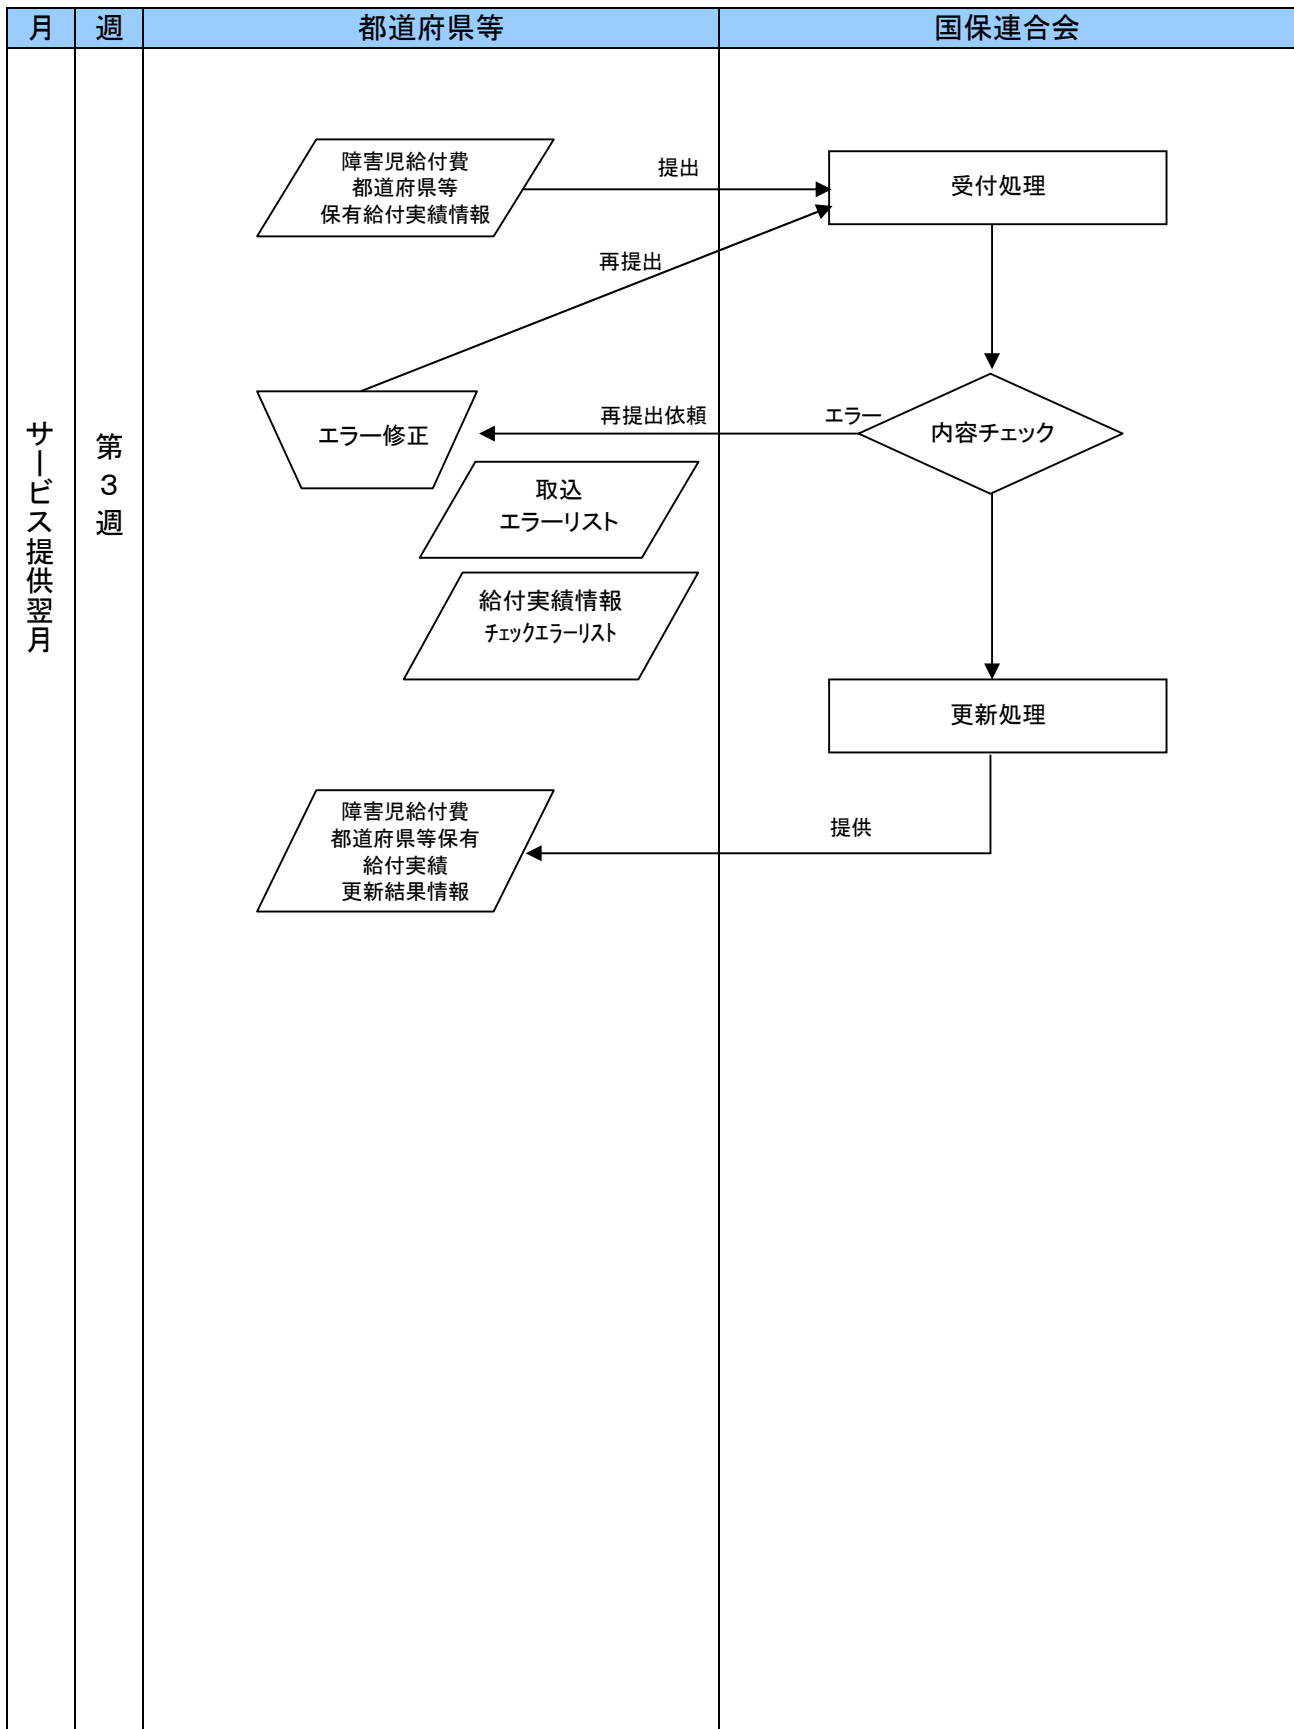 月
週
都道府県等
国保連合会
サービス提供翌月
第3週
障害児給付費
都道府県等
保有給付実績情報
提出
受付処理
再提出
エラー修正
再提出依頼
エラー
内容チェック
取込
エラーリスト
給付実績情報
ﾁｪｯｸｴﾗｰﾘｽﾄ
更新処理
障害児給付費
都道府県等保有
給付実績
更新結果情報
提供